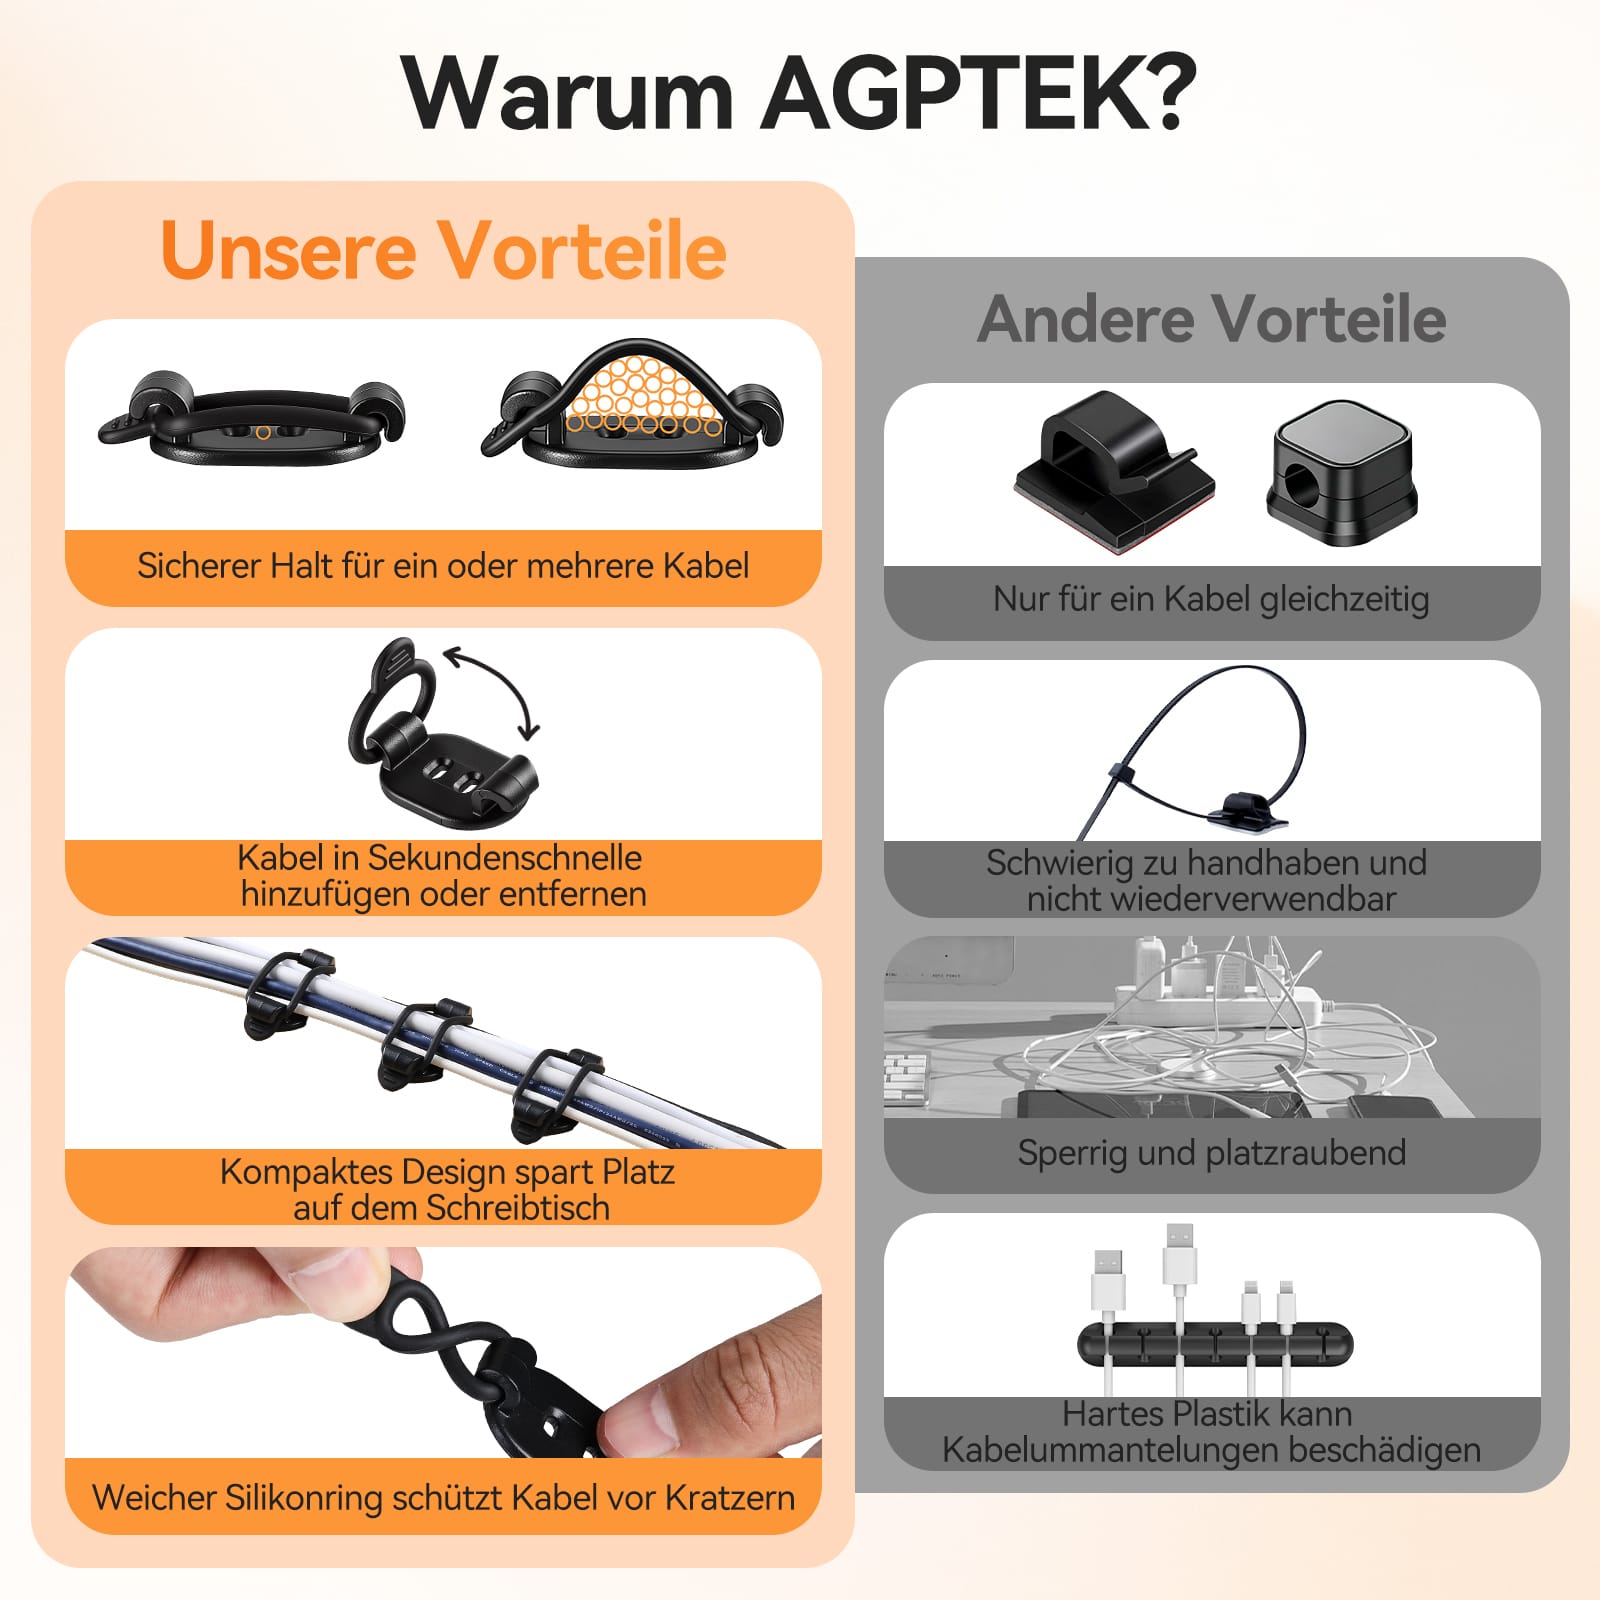 Warum AGPTEK?
Unsere Vorteile
Sicherer Halt für ein oder mehrere Kabel
Kabel in Sekundenschnelle
hinzufügen oder entfernen
Kompaktes Design spart Platz
auf dem Schreibtisch
Weicher Silikonring schützt Kabel vor Kratzern
Andere Vorteile
Nur für ein Kabel gleichzeitig
Schwierig zu handhaben und
nicht wiederverwendbar
Sperrig und platzraubend
Hartes Plastik kann
Kabelummantelungen beschädigen